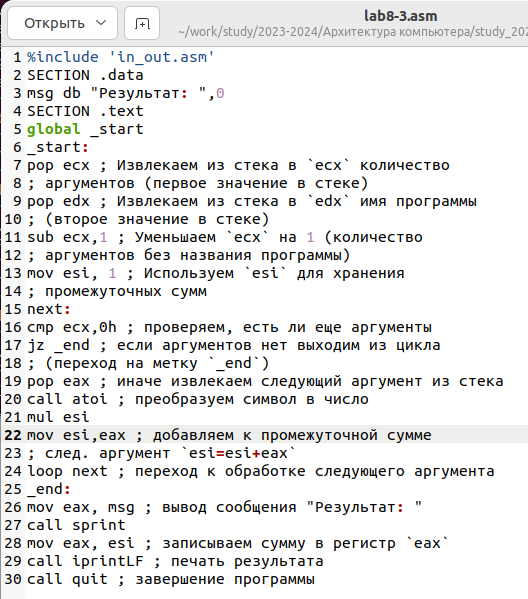 Открыть
lab8-3.asm
~/work/study/2023-2024/Архитектура компьютера/study_202
1 %include 'in_out.asm'
2 SECTION .data
3 msg db "Результат: ",0
4 SECTION .text
5 global _start
6 _start:
7 pop ecx ; Извлекаем из стека в `ecx` количество
8 ; аргументов (первое значение в стеке)
9 pop edx ; Извлекаем из стека в `edx` имя программы
10 ; (второе значение в стеке)
11 sub ecx,1 ; Уменьшаем `ecx` на 1 (количество
12 ; аргументов без названия программы)
13 mov esi, 1 ; Используем `esi` для хранения
14 ; промежуточных сумм
15 next:
16 cmp ecx,0h ; проверяем, есть ли еще аргументы
17 jz _end ; если аргументов нет выходим из цикла
18 ; (переход на метку `_end`)
19 pop eax ; иначе извлекаем следующий аргумент из стека
20 call atoi ; преобразуем символ в число
21 mul esi
22 mov esi,eax ; добавляем к промежуточной сумме
23 ; след. аргумент `esi=esi+eax`
24 loop next ; переход к обработке следующего аргумента
25 _end:
26 mov eax, msg ; вывод сообщения "Результат: "
27 call sprint
28 mov eax, esi ; записываем сумму в регистр `eax`
29 call iprintLF ; печать результата
30 call quit ; завершение программы